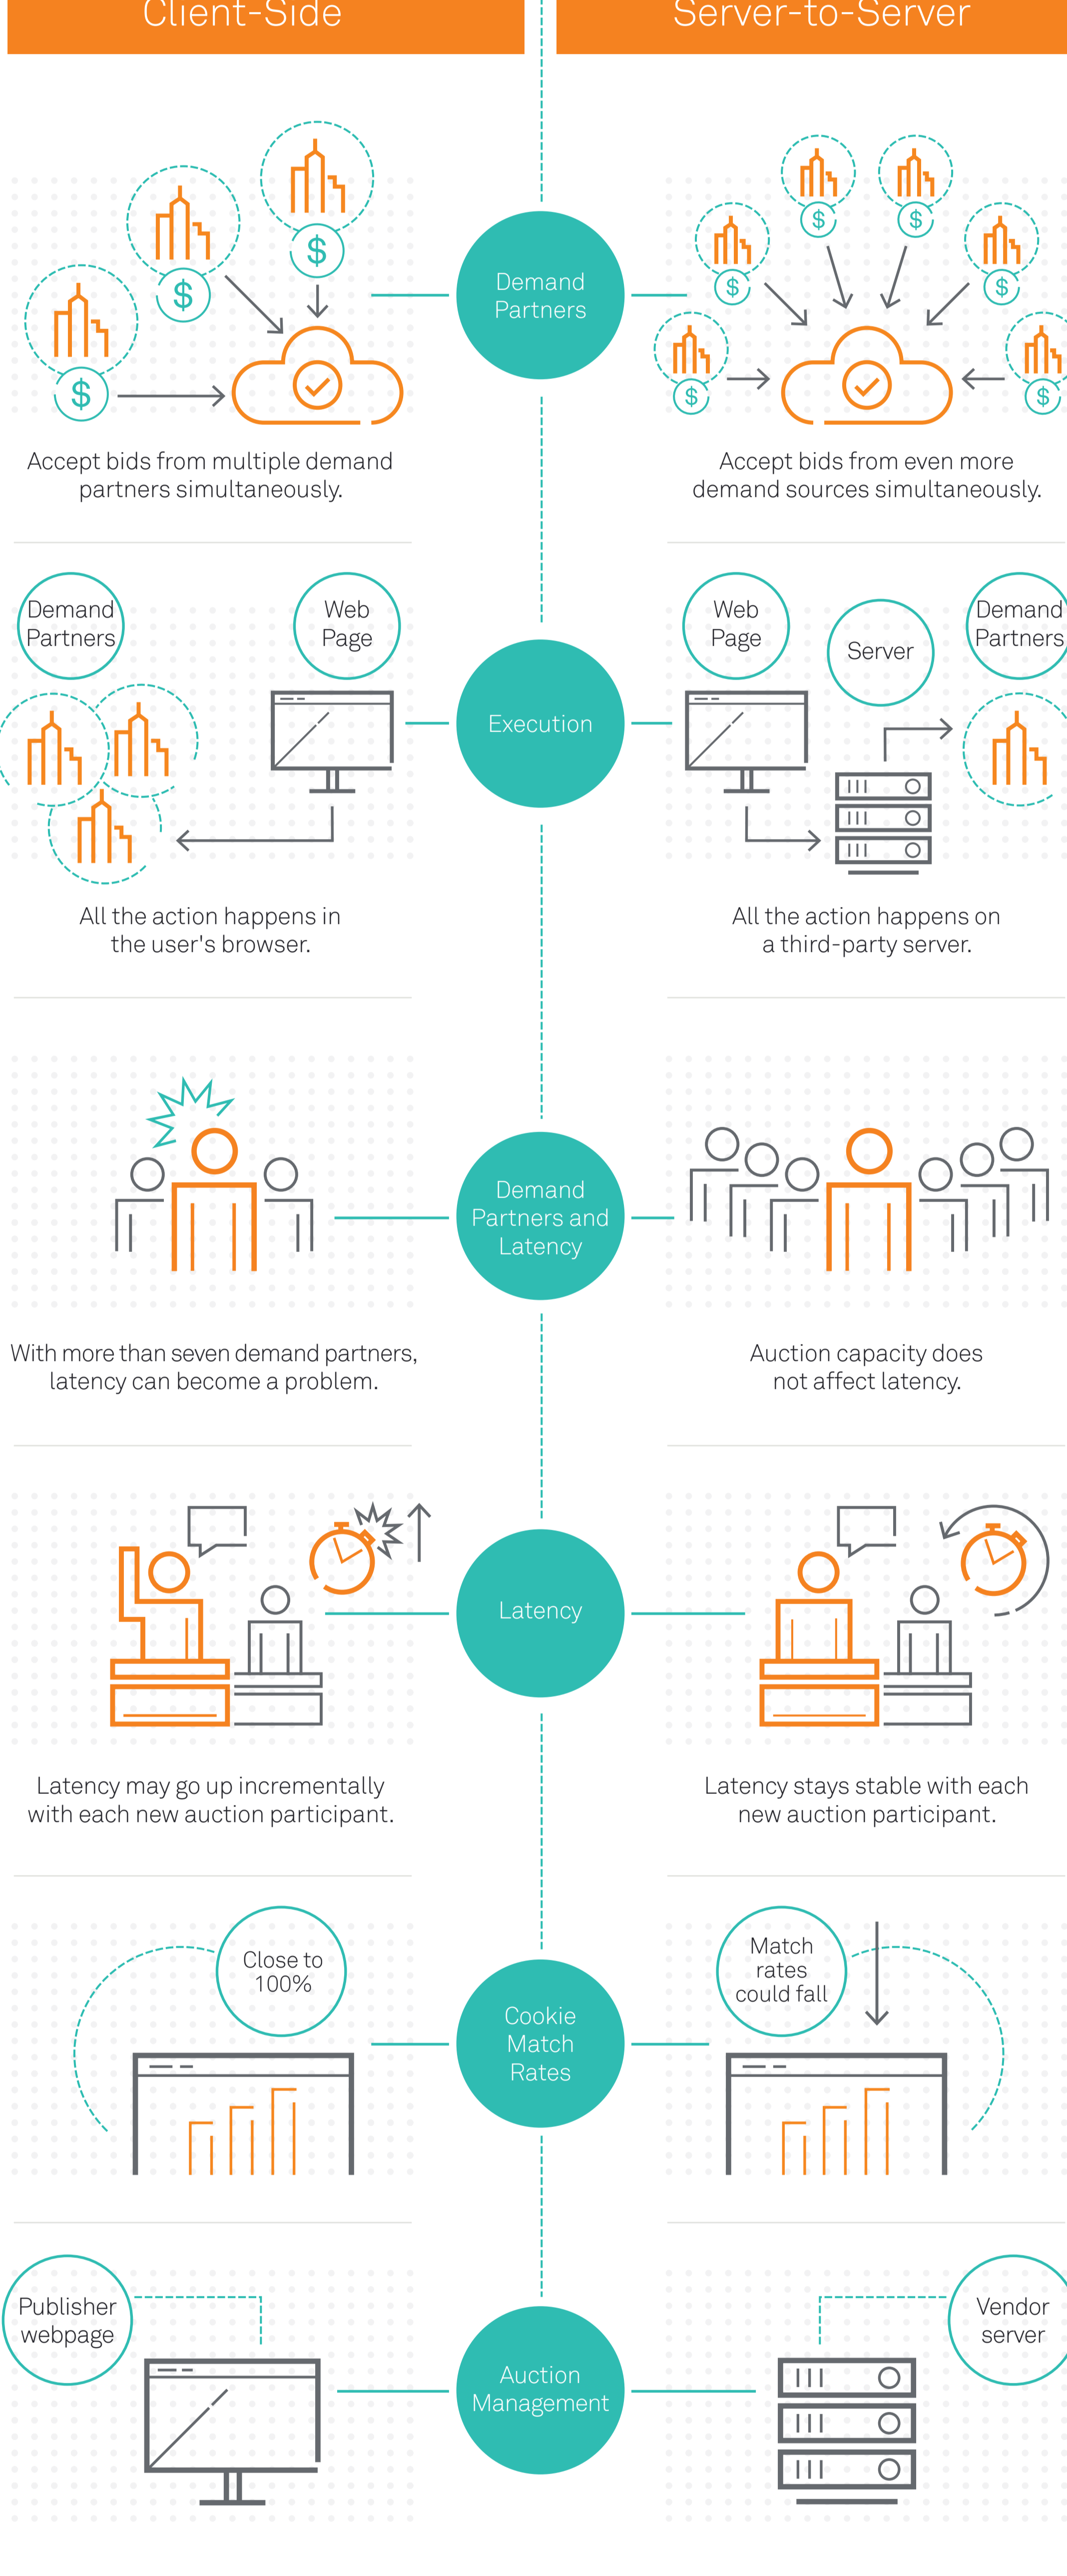 Client-Side
Server-to-Server
Demand
Partners
$
$
$
$
$
$
$
$
$
Accept bids from multiple demand
partners simultaneously.
Accept bids from even more
demand sources simultaneously.
Execution
Demand
Partners
Web
Page
Web
Page
Server
Demand
Partners
All the action happens in
the user's browser.
All the action happens on
a third-party server.
Demand
Partners and
Latency
With more than seven demand partners,
latency can become a problem.
Auction capacity does
not affect latency.
Latency
Latency may go up incrementally
with each new auction participant.
Latency stays stable with each
new auction participant.
Cookie
Match
Rates
Close to
100%
Match
rates
could fall
Auction
Management
Publisher
webpage
Vendor
server